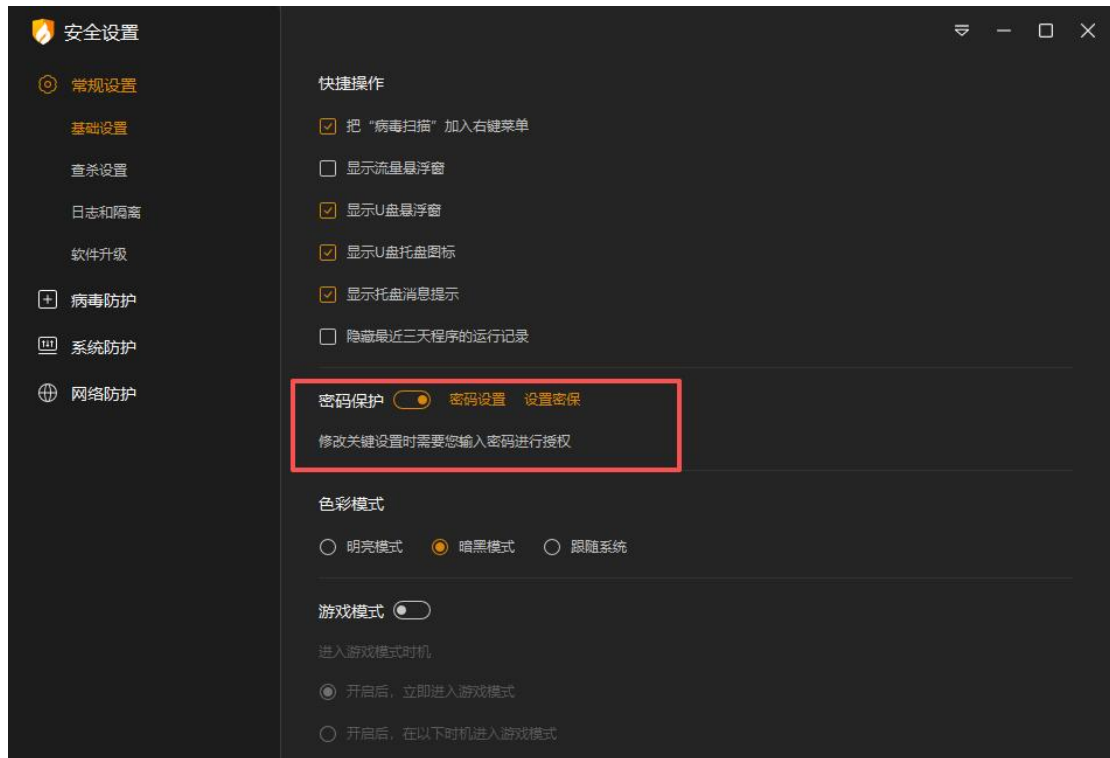 安全设置
常规设置
基础设置
查杀设置
日志和隔离
软件升级
病毒防护
系统防护
网络防护
快捷操作
把“病毒扫描”加入右键菜单
显示流量悬浮窗
显示U盘悬浮窗
显示U盘托盘图标
显示托盘消息提示
隐藏最近三天程序的运行记录
密码保护 密码设置 设置密保
修改关键设置时需要您输入密码进行授权
色彩模式
明亮模式 暗黑模式 跟随系统
游戏模式
进入游戏模式时机
开启后，立即进入游戏模式
开启后，在以下时机进入游戏模式